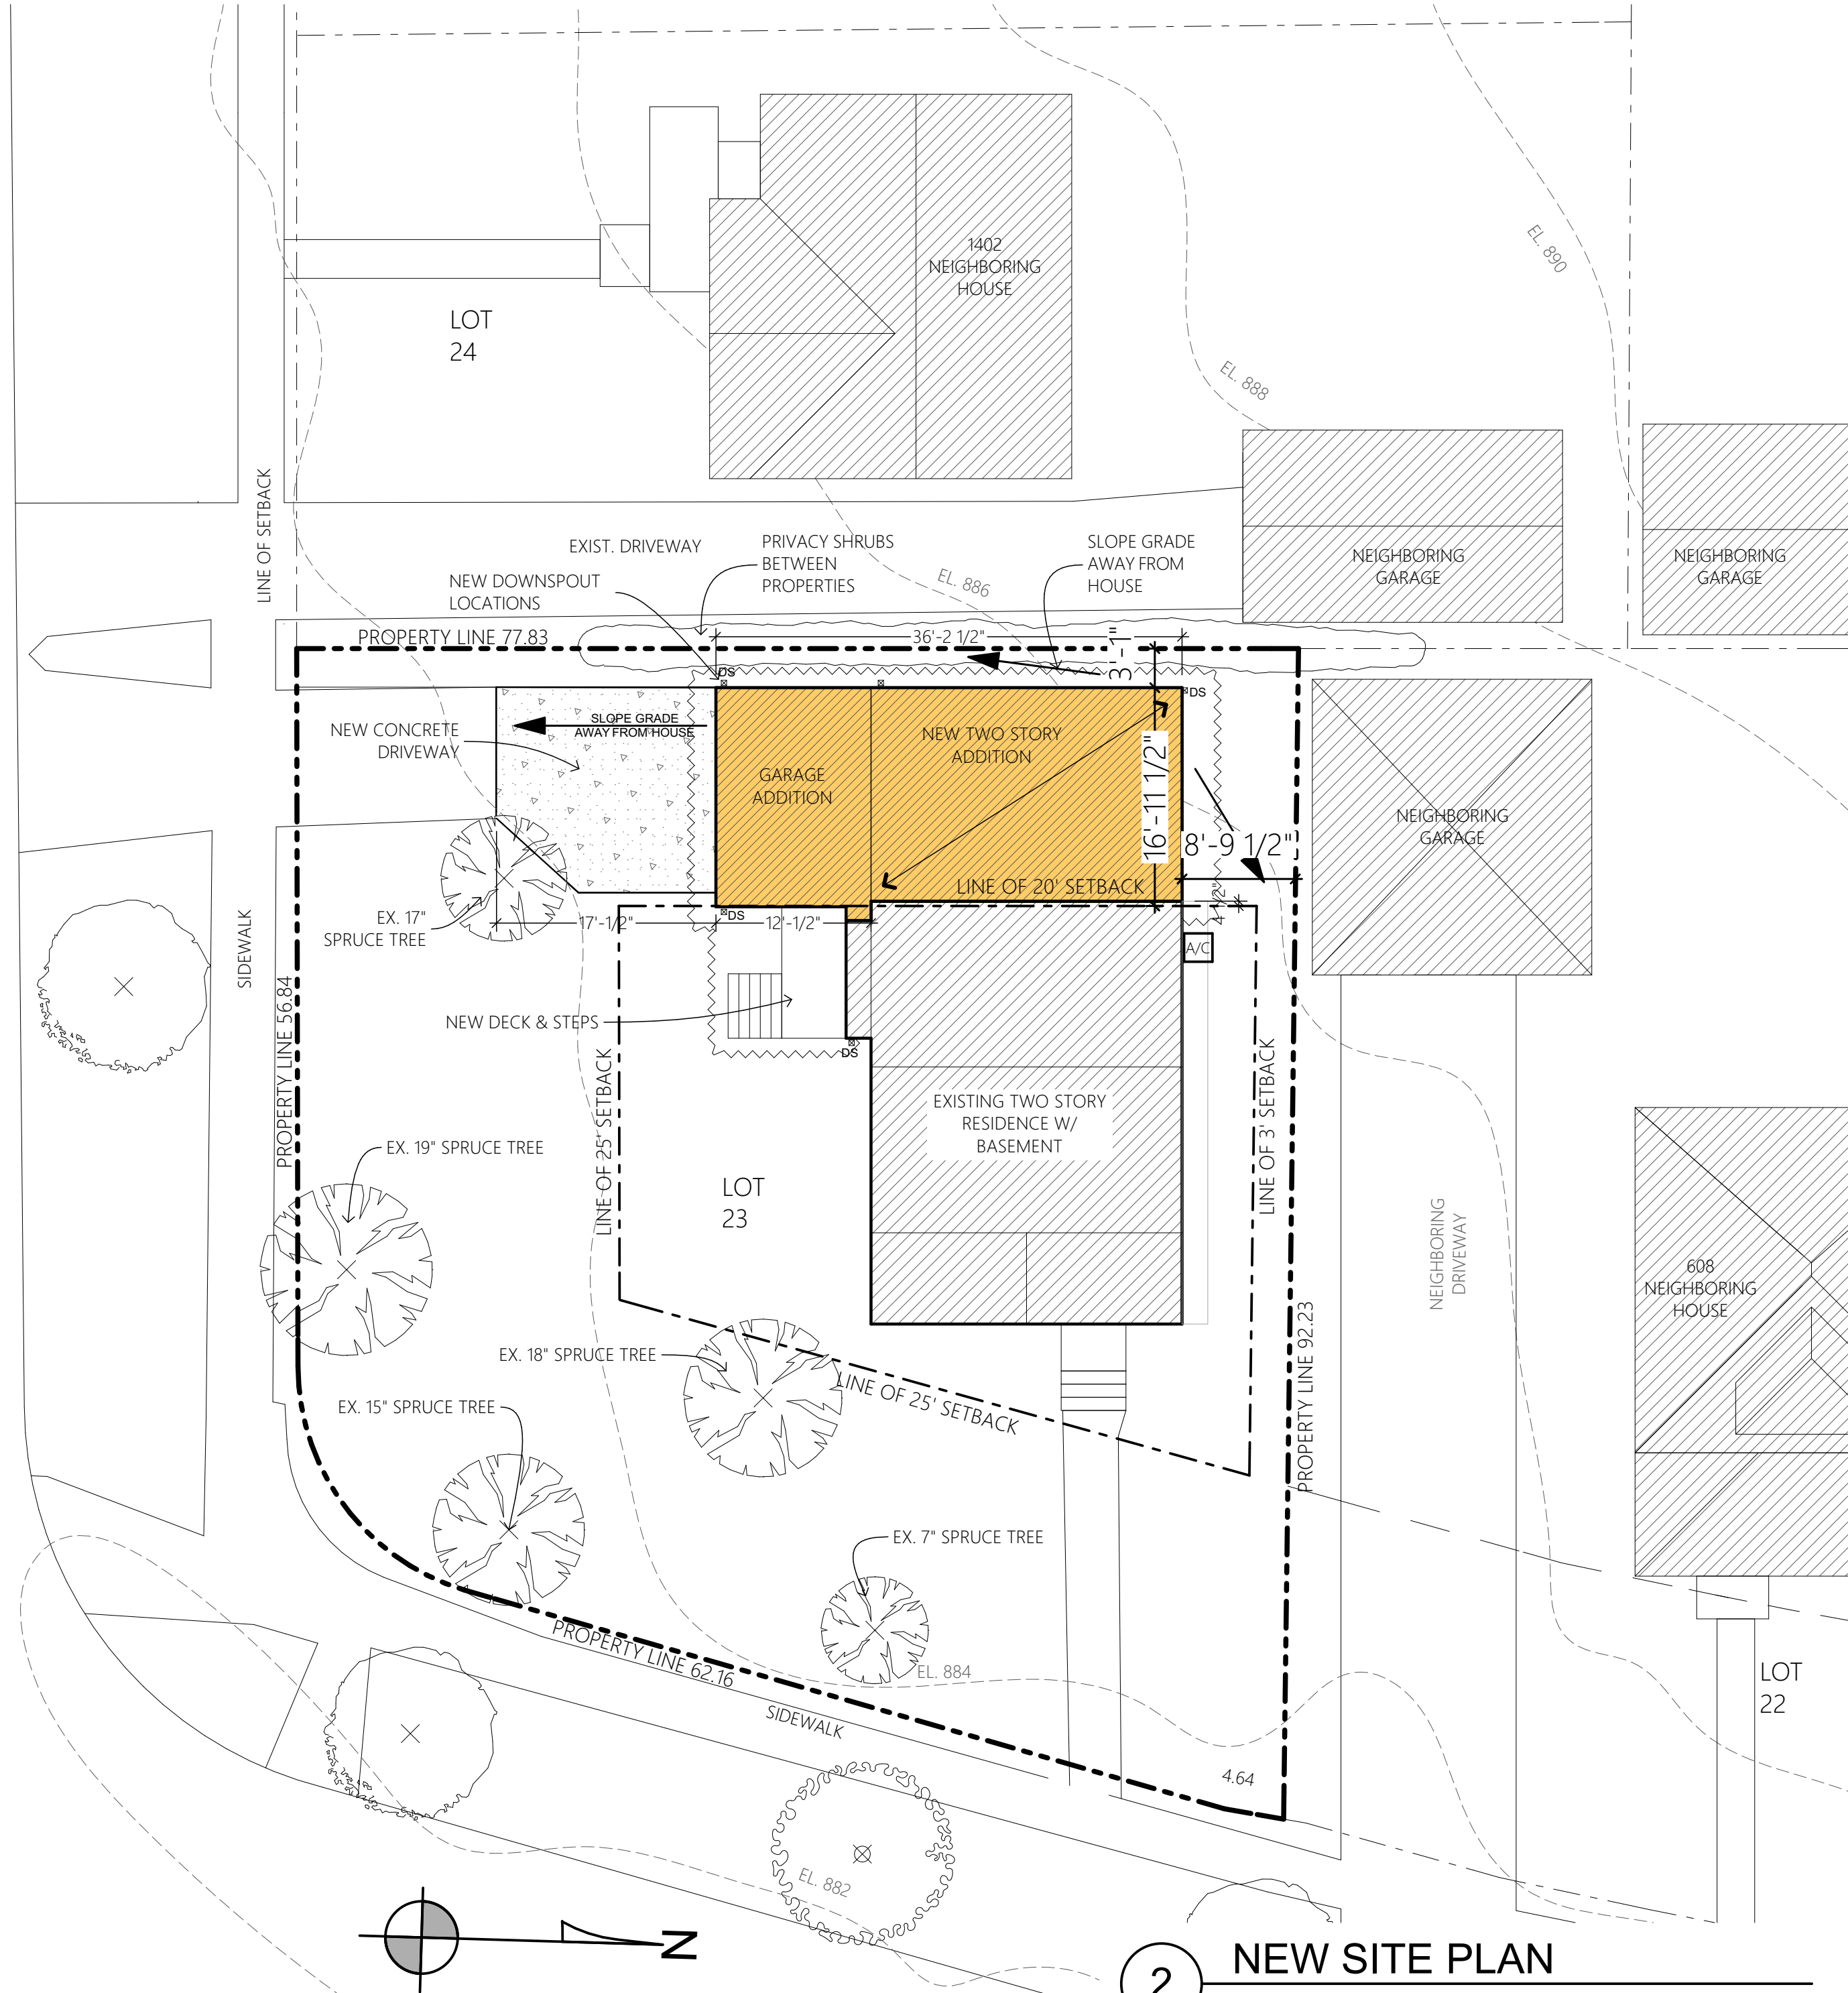 EL. 890
1402
NEIGHBORING
HOUSE
LOT
24
EL. 888
LINE OF SETBACK
EXIST. DRIVEWAY
PRIVACY SHRUBS
BETWEEN
PROPERTIES
SLOPE GRADE
AWAY FROM
HOUSE
NEIGHBORING
GARAGE
NEIGHBORING
GARAGE
NEW DOWNSPOUT
LOCATIONS
EL. 886
PROPERTY LINE 77.83
36'-2 1/2"
3'-1"
DS
DS
NEW CONCRETE
DRIVEWAY
SLOPE GRADE
AWAY FROM HOUSE
GARAGE
ADDITION
NEW TWO STORY
ADDITION
16'-11 1/2"
8'-9 1/2"
NEIGHBORING
GARAGE
LINE OF 20' SETBACK
4 1/2"
EX. 17"
SPRUCE TREE
17'-1/2"
DS
12'-1/2"
A/C
SIDEWALK
PROPERTY LINE 56.84
NEW DECK & STEPS
DS
LINE OF 25' SETBACK
EXISTING TWO STORY
RESIDENCE W/
BASEMENT
LINE OF 3' SETBACK
EX. 19" SPRUCE TREE
LOT
23
NEIGHBORING
DRIVEWAY
608
NEIGHBORING
HOUSE
EX. 18" SPRUCE TREE
LINE OF 25' SETBACK
PROPERTY LINE 92.23
EX. 15" SPRUCE TREE
EX. 7" SPRUCE TREE
PROPERTY LINE 62.16
EL. 884
SIDEWALK
LOT
22
4.64
EL. 882
N
2
NEW SITE PLAN